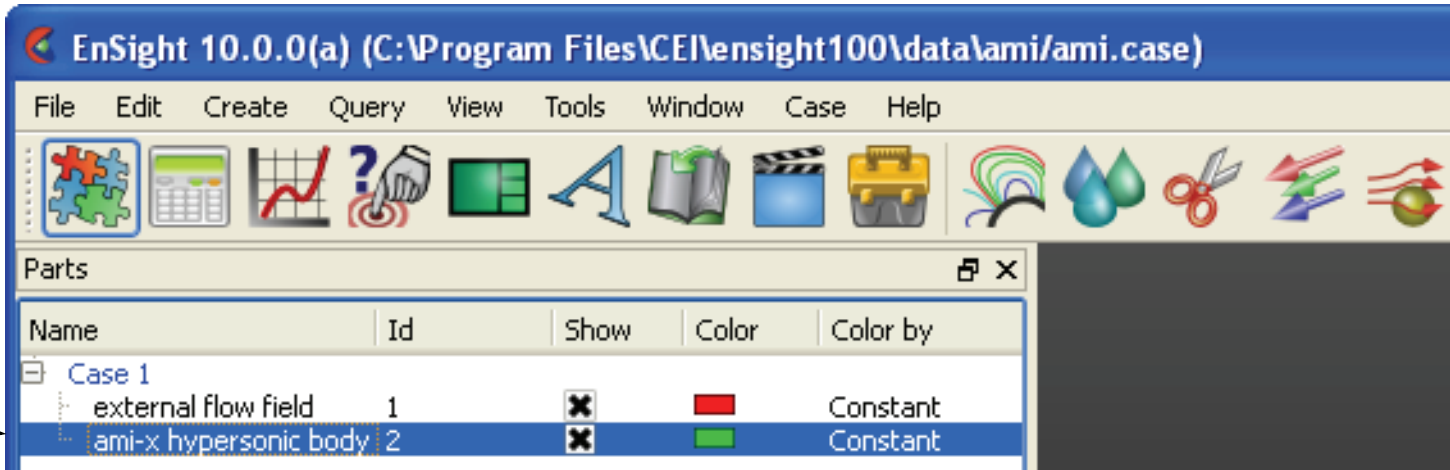 EnSight 10.0.0(a) (C:\Program Files\CEI\ensight100\data\ami/ami.case)
File Edit Create Query View Tools Window Case Help
Parts
Name Id Show Color Color by
Case 1
external flow field 1 Constant
ami-x hypersonic body 2 Constant